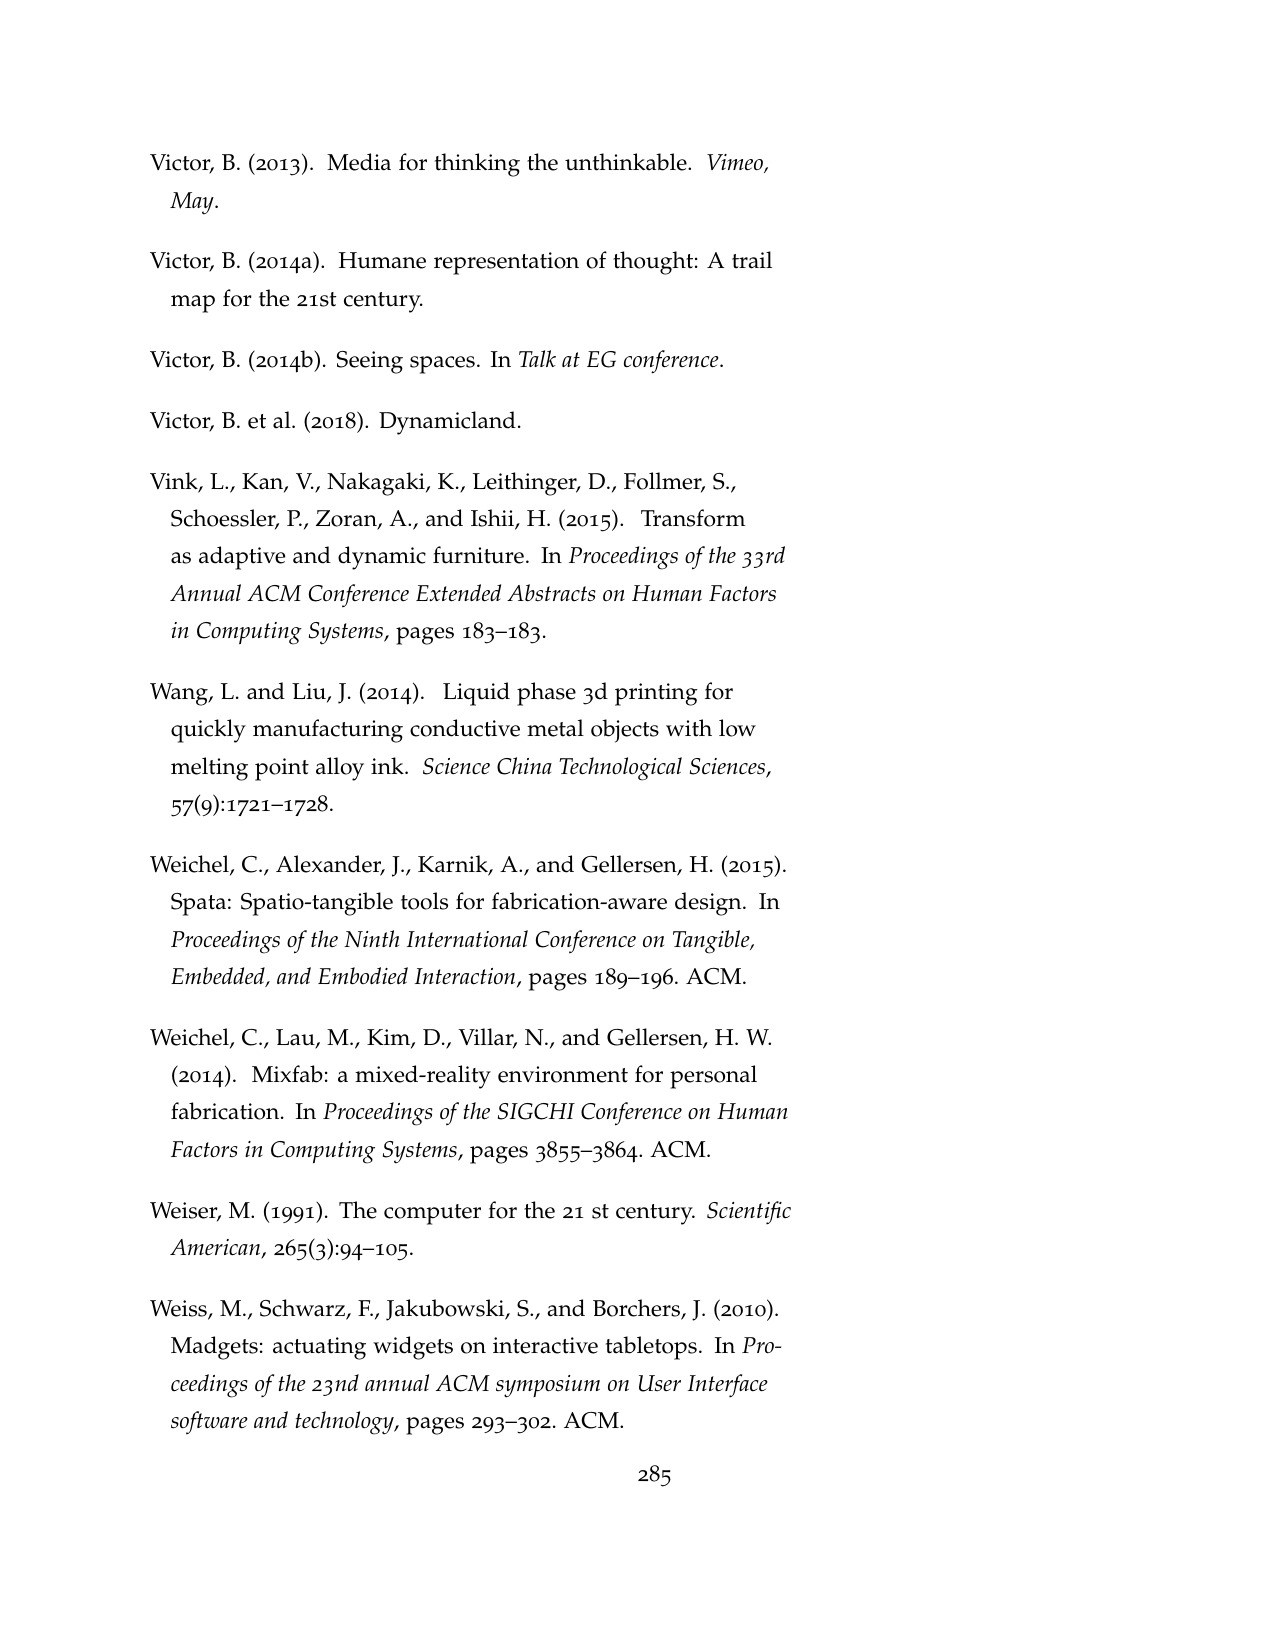 Victor, B. (2013). Media for thinking the unthinkable. Vimeo,
May.
Victor, B. (2014a). Humane representation of thought: A trail
map for the 21st century.
Victor, B. (2014b). Seeing spaces. In Talk at EG conference.
Victor, B. et al. (2018). Dynamicland.
Vink, L., Kan, V., Nakagaki, K., Leithinger, D., Follmer, S.,
Schoessler, P., Zoran, A., and Ishii, H. (2015). Transform
as adaptive and dynamic furniture. In Proceedings of the 33rd
Annual ACM Conference Extended Abstracts on Human Factors
in Computing Systems, pages 183–183.
Wang, L. and Liu, J. (2014). Liquid phase 3d printing for
quickly manufacturing conductive metal objects with low
melting point alloy ink. Science China Technological Sciences,
57(9):1721–1728.
Weichel, C., Alexander, J., Karnik, A., and Gellersen, H. (2015).
Spata: Spatio-tangible tools for fabrication-aware design. In
Proceedings of the Ninth International Conference on Tangible,
Embedded, and Embodied Interaction, pages 189–196. ACM.
Weichel, C., Lau, M., Kim, D., Villar, N., and Gellersen, H. W.
(2014). Mixfab: a mixed-reality environment for personal
fabrication. In Proceedings of the SIGCHI Conference on Human
Factors in Computing Systems, pages 3855–3864. ACM.
Weiser, M. (1991). The computer for the 21 st century. Scientific
American, 265(3):94–105.
Weiss, M., Schwarz, F., Jakubowski, S., and Borchers, J. (2010).
Madgets: actuating widgets on interactive tabletops. In Pro-
ceedings of the 23nd annual ACM symposium on User Interface
software and technology, pages 293–302. ACM.
285